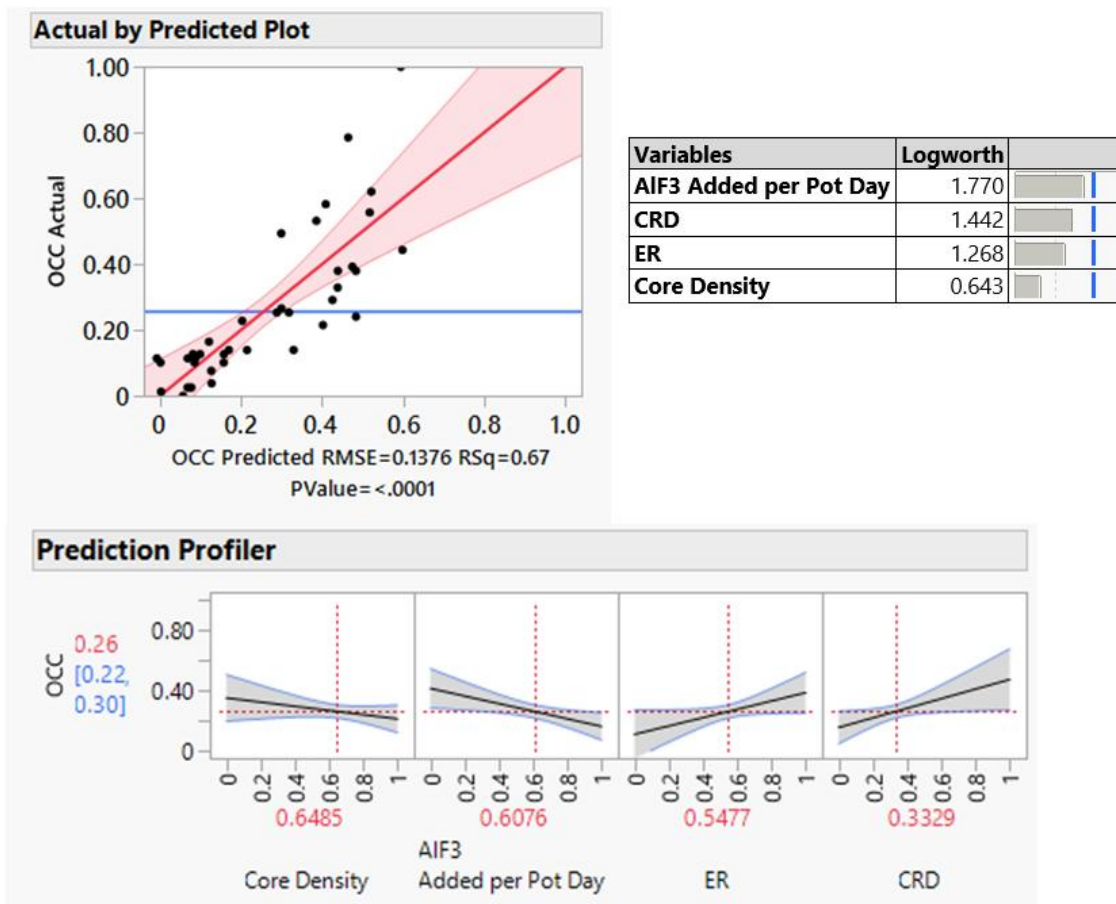 Actual by Predicted Plot
1.00
0.80
0.60
0.40
0.20
0
OCC Actual
0 0.2 0.4 0.6 0.8 1.0
OCC Predicted RMSE=0.1376 RSq=0.67
PValue=<.0001
Variables Logworth
AlF3 Added per Pot Day 1.770
CRD 1.442
ER 1.268
Core Density 0.643
Prediction Profiler
OCC
0.26
[0.22,
0.30]
0.80
0.40
0
0 0.2 0.4 0.6 0.8 1 0 0.2 0.4 0.6 0.8 1 0 0.2 0.4 0.6 0.8 1 0 0.2 0.4 0.6 0.8 1
0.6485 0.6076 0.5477 0.3329
AlF3
Core Density Added per Pot Day ER CRD